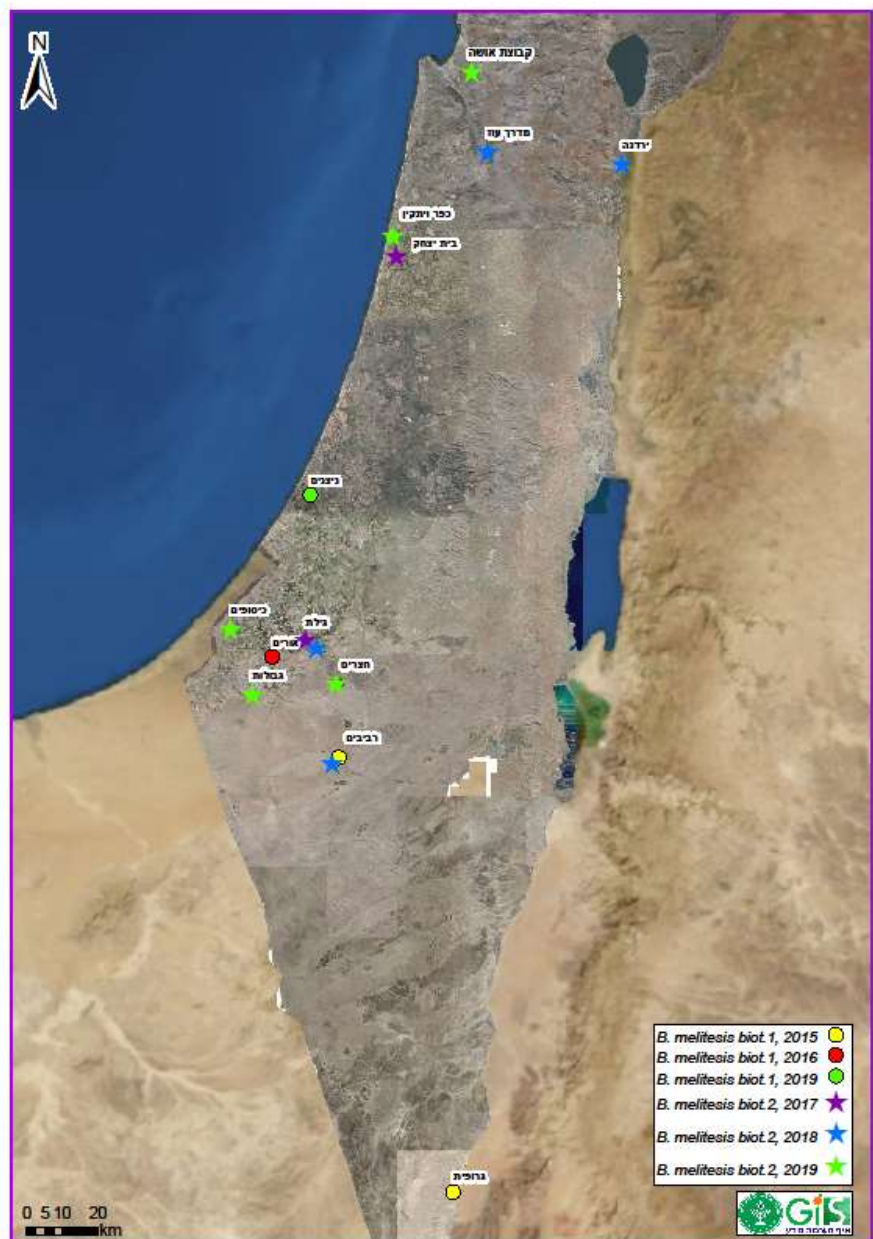 N
קבוצת אושה
מדרך עוז
ירדנה
כפר ויתקין
בית יצחק
ניצנים
כיסופים
גילת
אורים
חצרים
גבולות
רביבים
גרופית
B. melitesis biot.1, 2015
B. melitesis biot.1, 2016
B. melitesis biot.1, 2019
B. melitesis biot.2, 2017
B. melitesis biot.2, 2018
B. melitesis biot.2, 2019
0 5 10 20
km
GiS